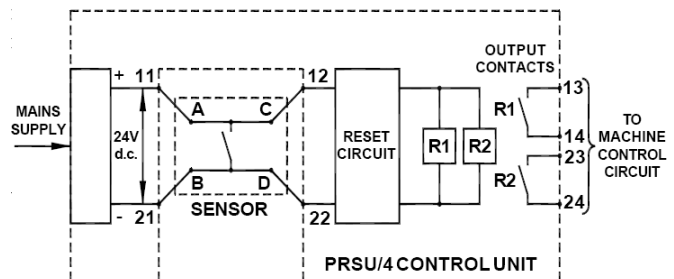 OUTPUT
CONTACTS
+ 11
12
13
A
C
R1
MAINS
SUPPLY
24V
d.c.
RESET
CIRCUIT
R1
R2
14
TO
MACHINE
CONTROL
CIRCUIT
23
B
D
R2
- 21
SENSOR
22
24
PRSU/4 CONTROL UNIT